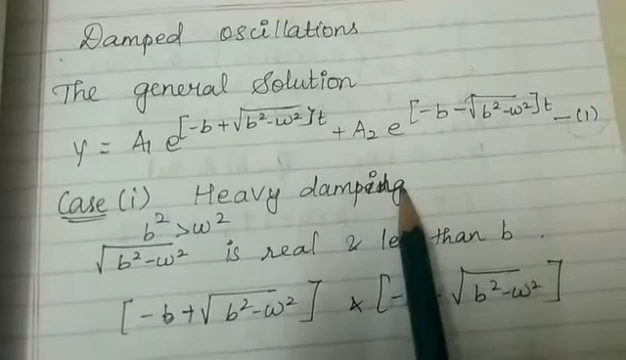 Damped oscillations
The general solution
y = A₁ e^[-b + √(b²-ω²)]t + A₂ e^[-b - √(b²-ω²)]t —(1)
Case (i) Heavy damping
b² > ω²
√(b²-ω²) is real & than b.
[-b + √(b²-ω²)] & [- √(b²-ω²)]